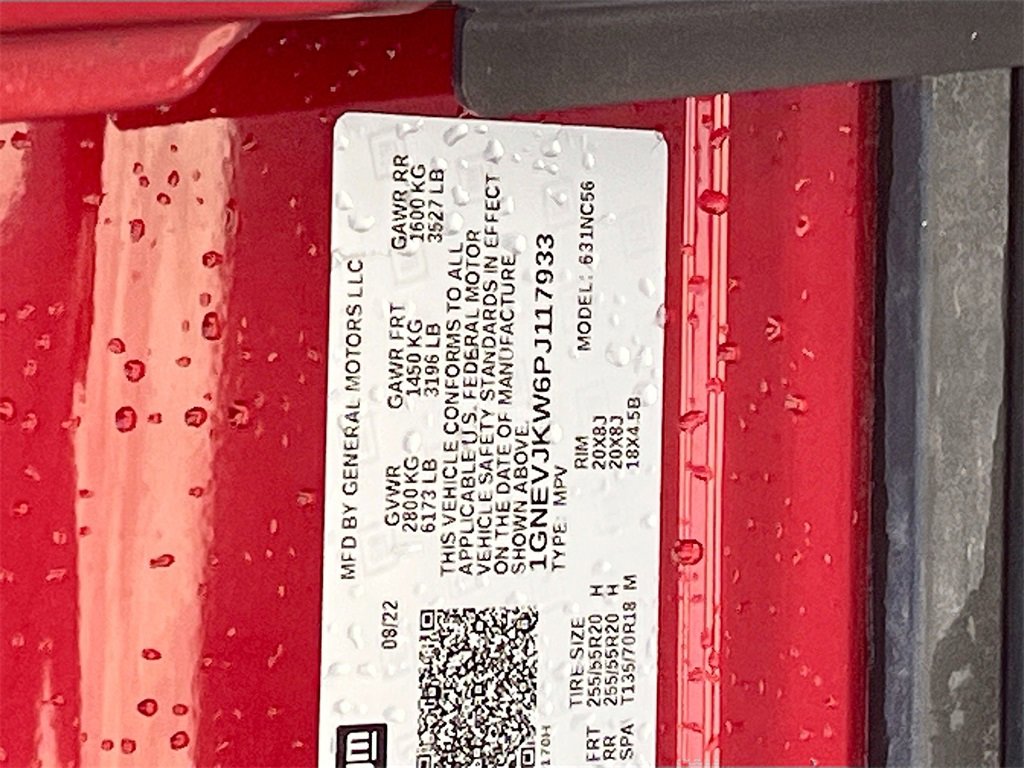 MFD BY GENERAL MOTORS LLC
08/22
GVWR GAWR FRT GAWR RR
2800 KG 1450 KG 1600 KG
6173 LB 3196 LB 3527 LB
THIS VEHICLE CONFORMS TO ALL
APPLICABLE U.S. FEDERAL MOTOR
VEHICLE SAFETY STANDARDS IN EFFECT
ON THE DATE OF MANUFACTURE
SHOWN ABOVE.
1GNEVJKW6PJ117933
TYPE: MPV MODEL: 631NC56
170H
TIRE SIZE RIM
FRT 255/55R20 H 20X8J
RR 255/55R20 H 20X8J
SPA T135/70R18 M 18X4.5B